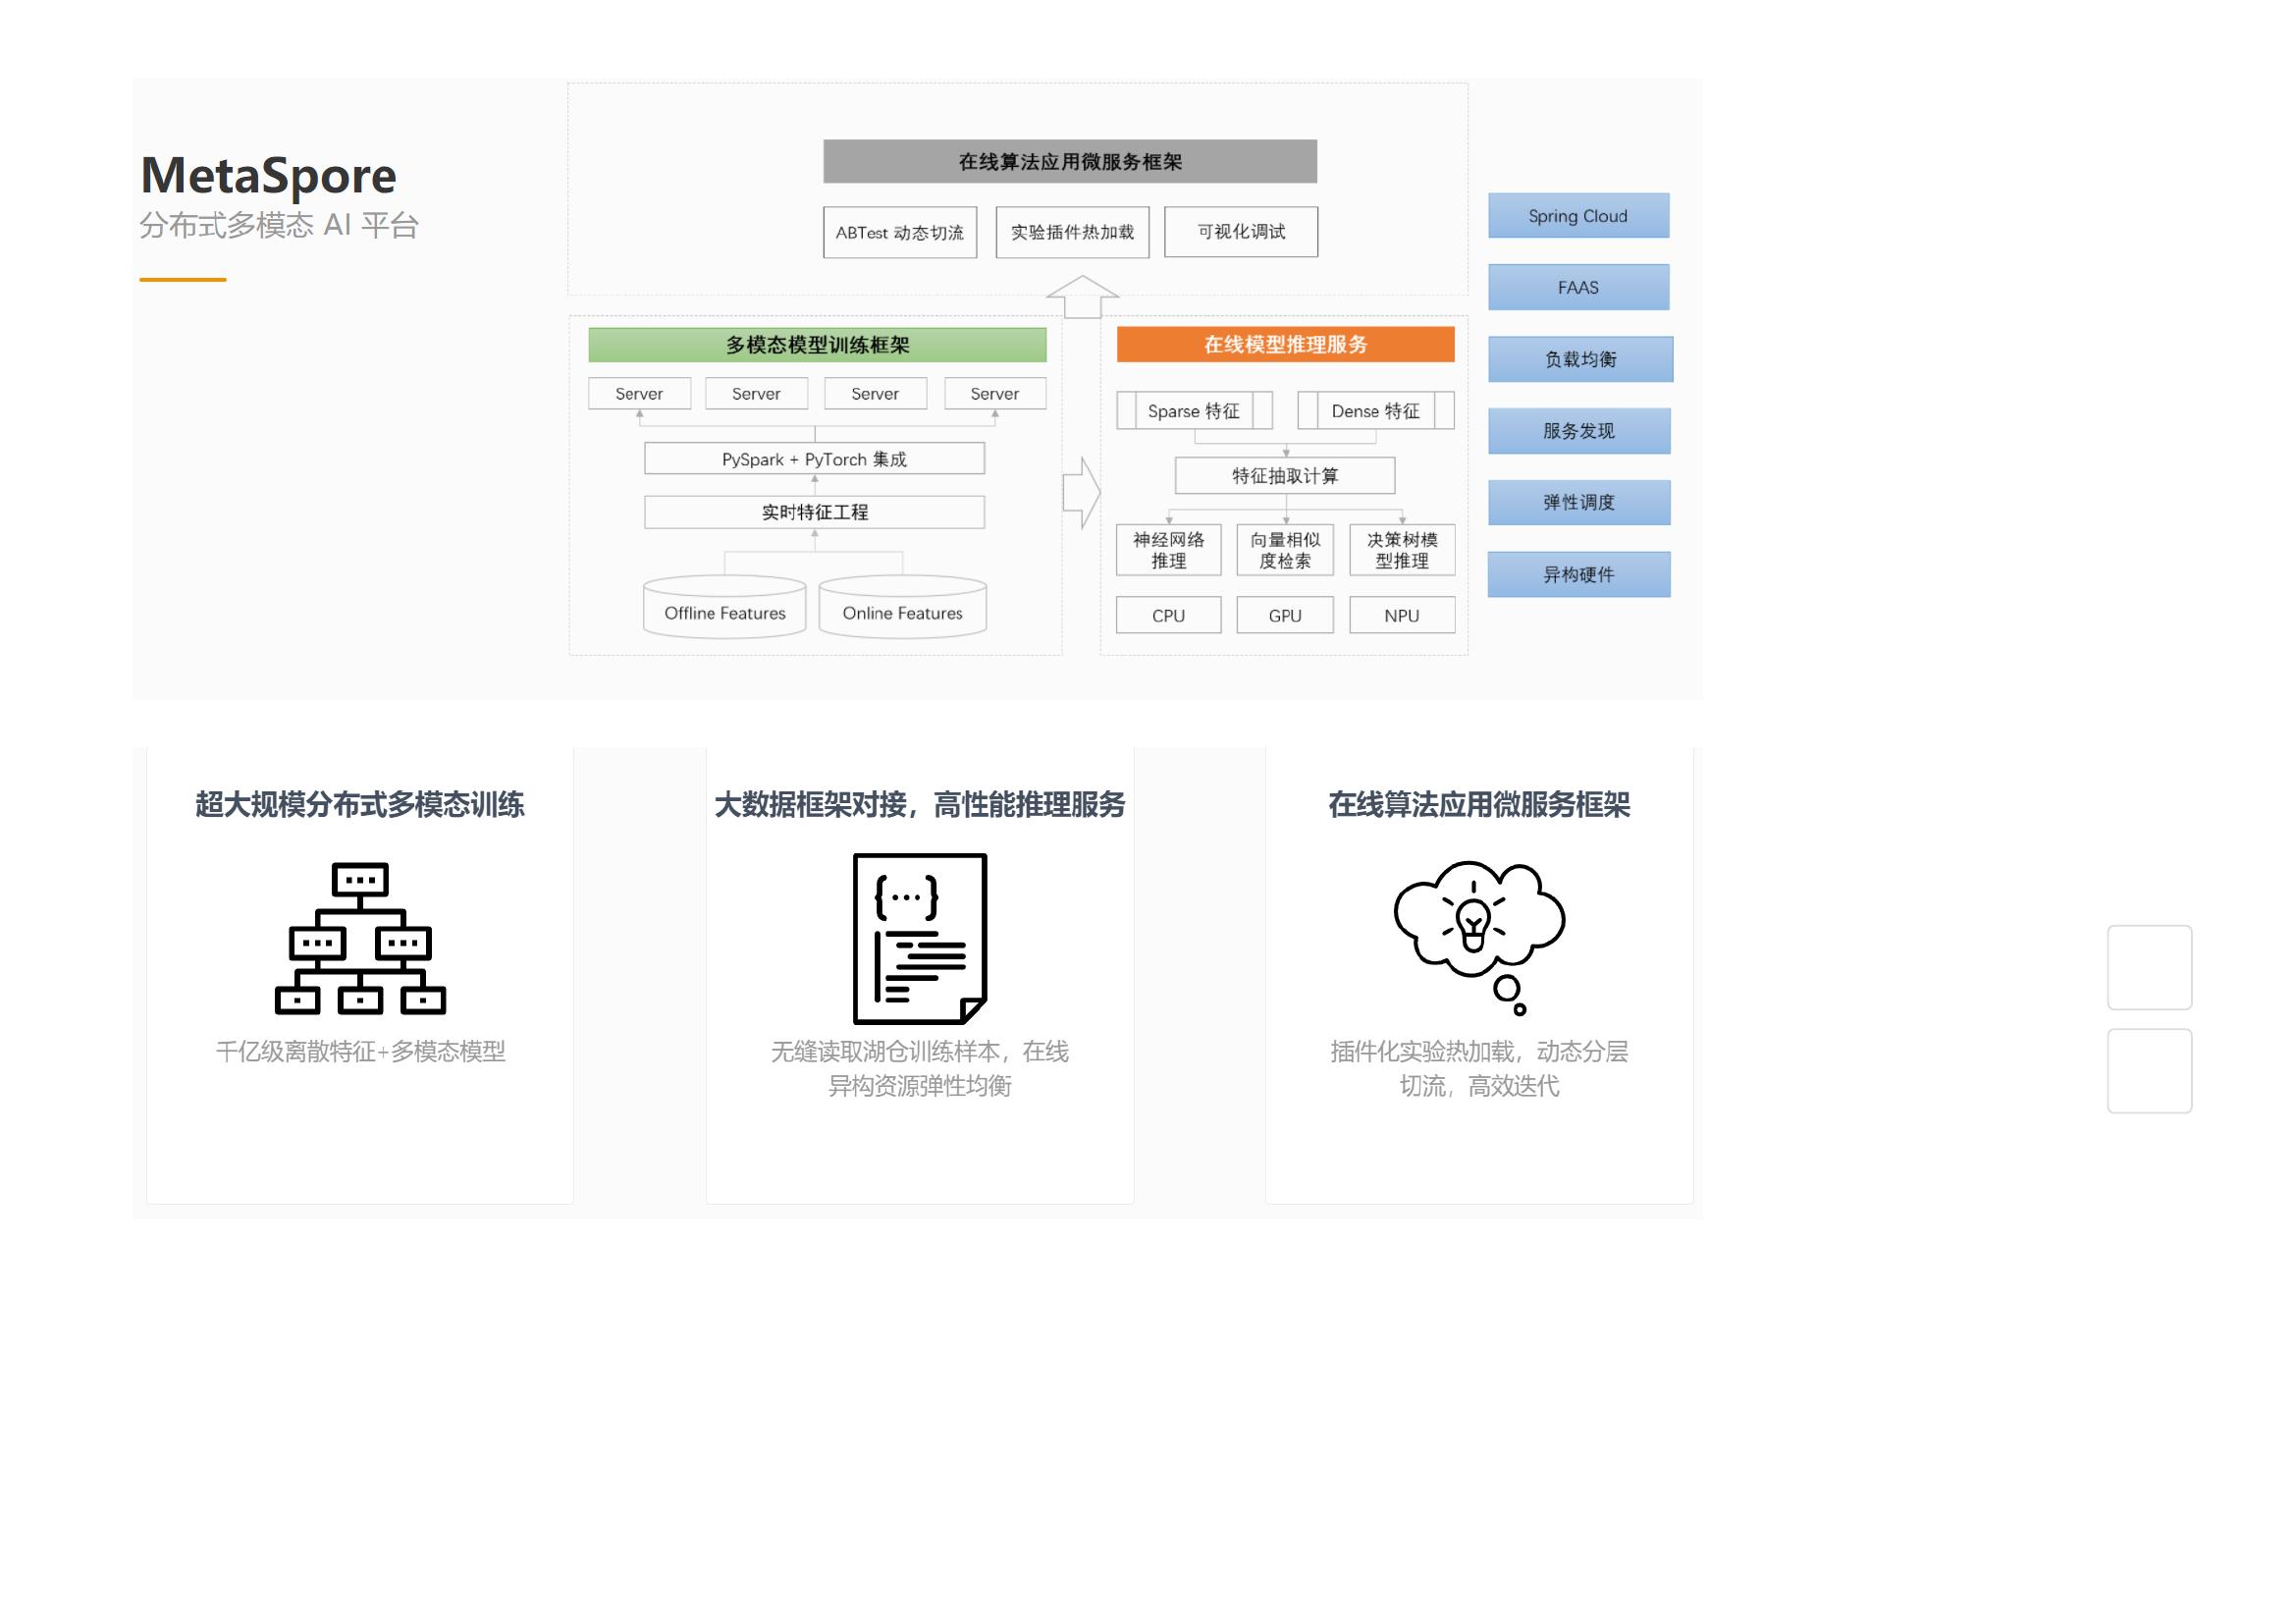 MetaSpore
分布式多模态 AI 平台
在线算法应用微服务框架
ABTest 动态切流
实验插件热加载
可视化调试
多模态模型训练框架
Server
Server
Server
Server
PySpark + PyTorch 集成
实时特征工程
Offline Features
Online Features
在线模型推理服务
Sparse 特征
Dense 特征
特征抽取计算
神经网络
推理
向量相似
度检索
决策树模
型推理
CPU
GPU
NPU
Spring Cloud
FAAS
负载均衡
服务发现
弹性调度
异构硬件
超大规模分布式多模态训练
千亿级离散特征+多模态模型
大数据框架对接，高性能推理服务
无缝读取湖仓训练样本，在线
异构资源弹性均衡
在线算法应用微服务框架
插件化实验热加载，动态分层
切流，高效迭代